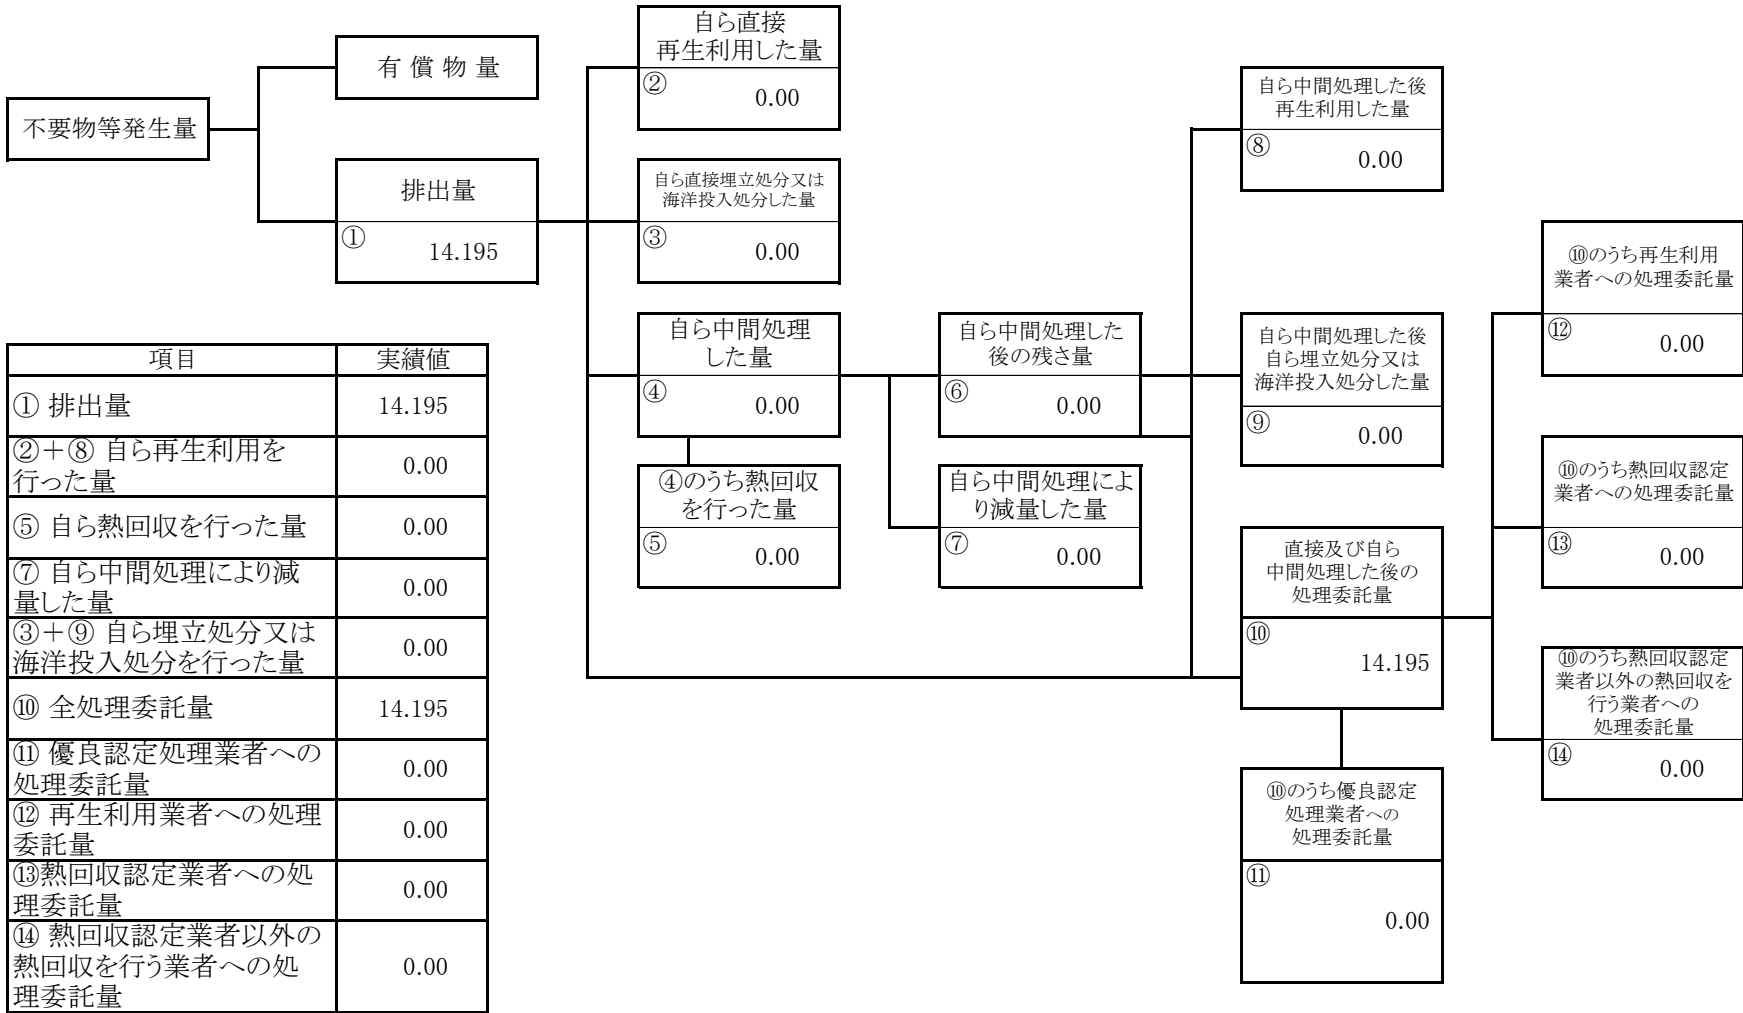 不要物等発生量
有 償 物 量
排出量
①
14.195
自ら直接
再生利用した量
②
0.00
自ら直接埋立処分又は
海洋投入処分した量
③
0.00
自ら中間処理
した量
④
0.00
④のうち熱回収
を行った量
⑤
0.00
自ら中間処理した
後の残さ量
⑥
0.00
自ら中間処理によ
り減量した量
⑦
0.00
自ら中間処理した後
再生利用した量
⑧
0.00
自ら中間処理した後
自ら埋立処分又は
海洋投入処分した量
⑨
0.00
直接及び自ら
中間処理した後の
処理委託量
⑩
14.195
⑩のうち優良認定
処理業者への
処理委託量
⑪
0.00
⑩のうち再生利用
業者への処理委託量
⑫
0.00
⑩のうち熱回収認定
業者への処理委託量
⑬
0.00
⑩のうち熱回収認定
業者以外の熱回収を
行う業者への
処理委託量
⑭
0.00
項目 実績値
① 排出量 14.195
②＋⑧ 自ら再生利用を
行った量 0.00
⑤ 自ら熱回収を行った量 0.00
⑦ 自ら中間処理により減
量した量 0.00
③＋⑨ 自ら埋立処分又は
海洋投入処分を行った量 0.00
⑩ 全処理委託量 14.195
⑪ 優良認定処理業者への
処理委託量 0.00
⑫ 再生利用業者への処理
委託量 0.00
⑬熱回収認定業者への処
理委託量 0.00
⑭ 熱回収認定業者以外の
熱回収を行う業者への処 0.00
理委託量